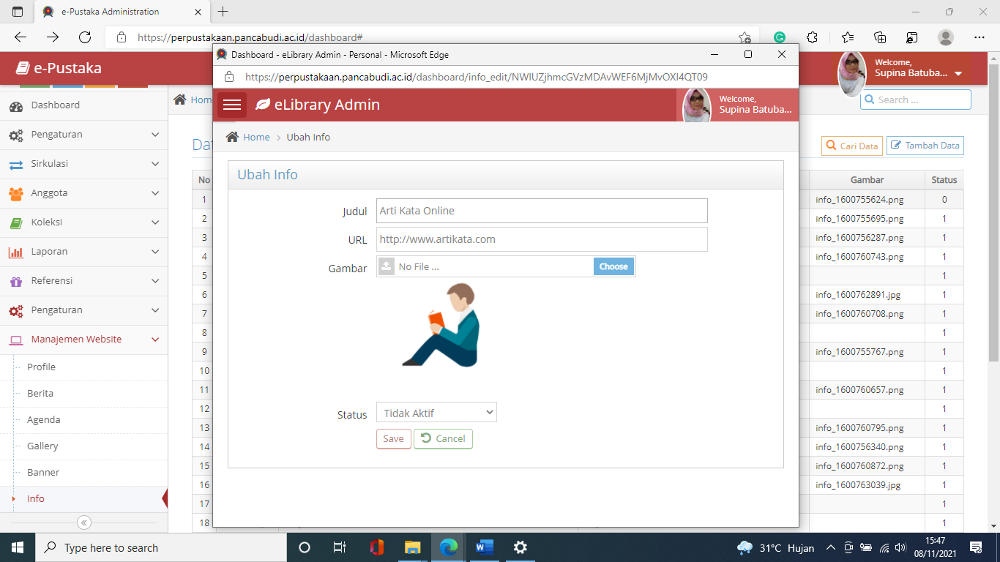 e-Pustaka Administration
https://perpustakaan.pancabudi.ac.id/dashboard#
e-Pustaka
Welcome,
Supina Batuba...
Dashboard
Pengaturan
Sirkulasi
Anggota
Koleksi
Laporan
Referensi
Pengaturan
Manajemen Website
Profile
Berita
Agenda
Gallery
Banner
Info
Search ...
Cari Data
Tambah Data
No Gambar Status
1 info_1600755624.png 0
2 info_1600755695.png 1
3 info_1600756287.png 1
4 info_1600760743.png 1
5 1
6 info_1600762891.jpg 1
7 info_1600760708.png 1
8 1
9 info_1600755767.png 1
10 1
11 info_1600760657.png 1
12 1
13 info_1600760795.png 1
14 info_1600756340.png 1
15 info_1600760872.png 1
16 info_1600763039.jpg 1
17 1
18 1
Dashboard - eLibrary Admin - Personal - Microsoft Edge
https://perpustakaan.pancabudi.ac.id/dashboard/info_edit/NWlUZjhmcGVzMDAvWEF6MjMvOXI4QT09
eLibrary Admin
Welcome,
Supina Batuba...
Home > Ubah Info
Ubah Info
Judul Arti Kata Online
URL http://www.artikata.com
Gambar No File ... Choose
Status Tidak Aktif
Save Cancel
Type here to search
31°C Hujan
15:47
08/11/2021